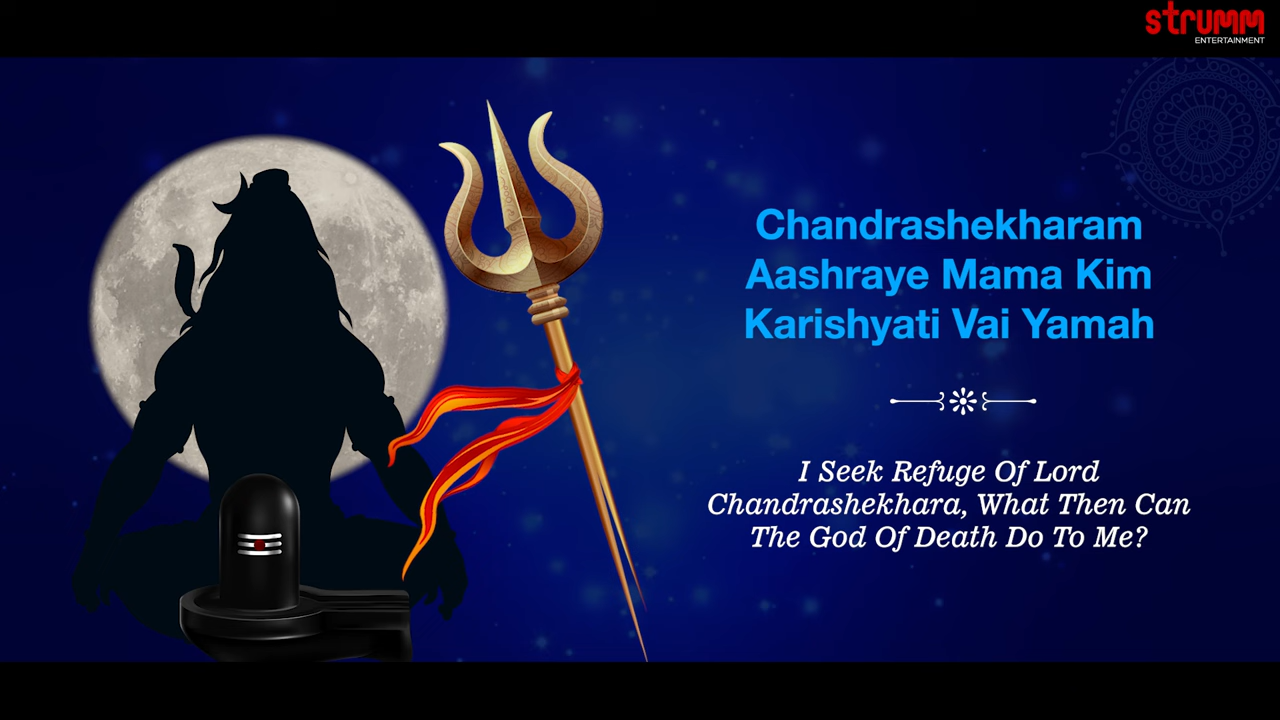 strumm
ENTERTAINMENT
Chandrashekharam
Aashraye Mama Kim
Karishyati Vai Yamah
I Seek Refuge Of Lord
Chandrashekhara, What Then Can
The God Of Death Do To Me?